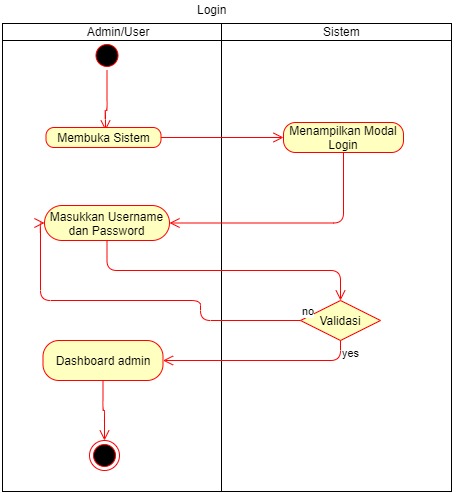 Login
Admin/User
Sistem
Membuka Sistem
Menampilkan Modal
Login
Masukkan Username
dan Password
no
Validasi
yes
Dashboard admin